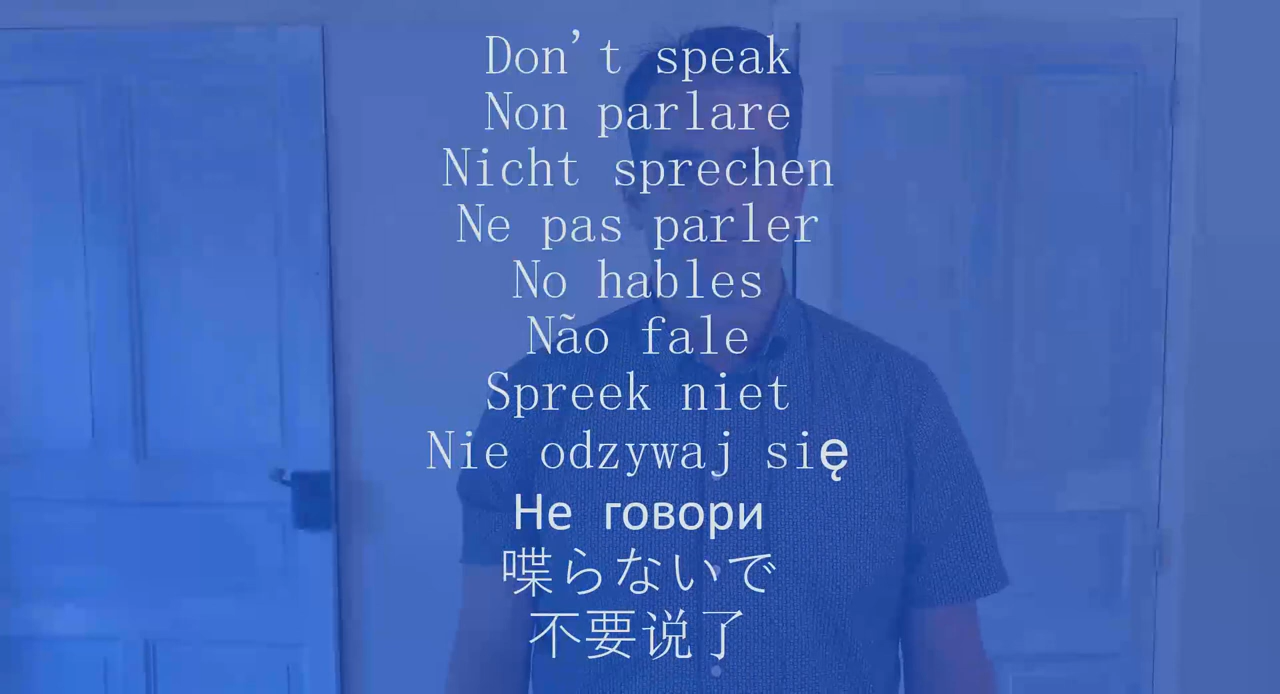 Don't speak
Non parlare
Nicht sprechen
Ne pas parler
No hables
Não fale
Spreek niet
Nie odzywaj się
Не говори
喋らないで
不要说了